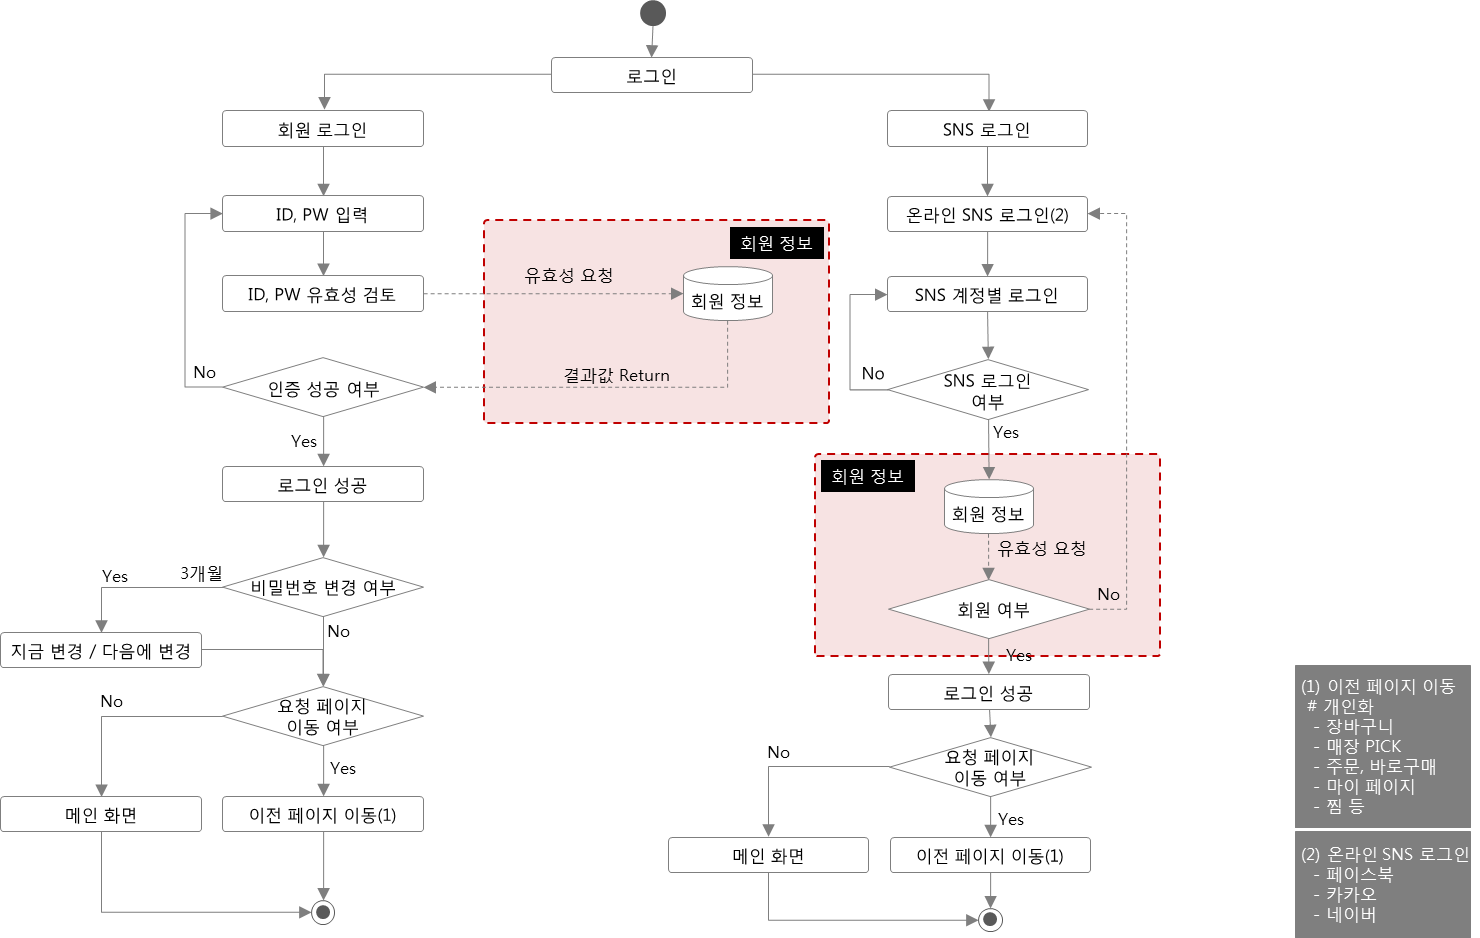 로그인
회원 로그인
ID, PW 입력
ID, PW 유효성 검토
유효성 요청
회원 정보
회원 정보
결과값 Return
인증 성공 여부
No
Yes
로그인 성공
비밀번호 변경 여부
3개월
Yes
No
지금 변경 / 다음에 변경
요청 페이지
이동 여부
No
Yes
메인 화면
이전 페이지 이동(1)
SNS 로그인
온라인 SNS 로그인(2)
SNS 계정별 로그인
SNS 로그인
여부
No
Yes
회원 정보
회원 정보
유효성 요청
회원 여부
No
Yes
로그인 성공
요청 페이지
이동 여부
No
Yes
메인 화면
이전 페이지 이동(1)
(1) 이전 페이지 이동
# 개인화
- 장바구니
- 매장 PICK
- 주문, 바로구매
- 마이 페이지
- 찜 등
(2) 온라인 SNS 로그인
- 페이스북
- 카카오
- 네이버